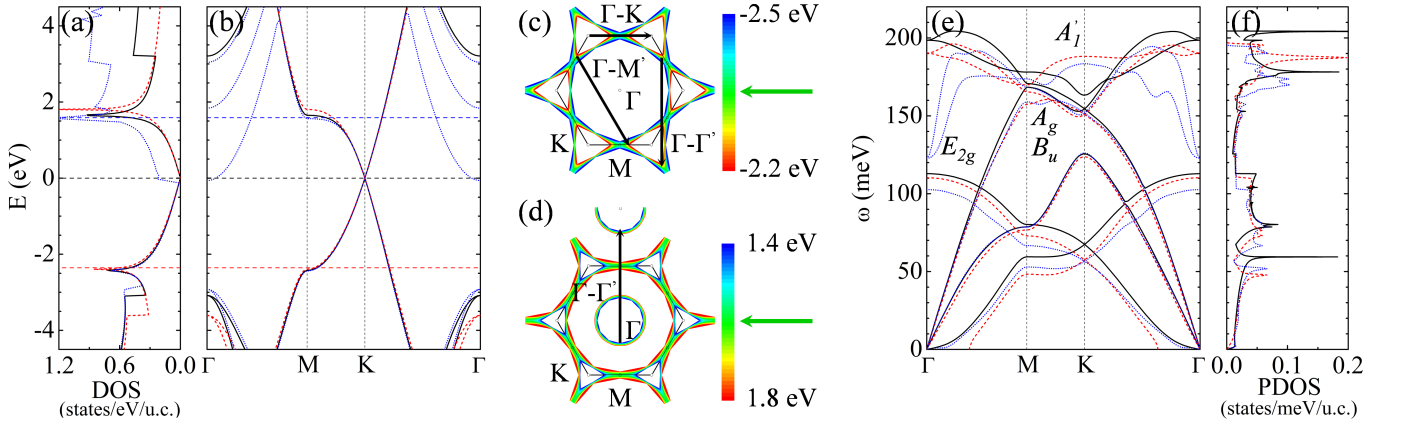 (a)
4
2
0
-2
-4
E (eV)
1.2 0.6 0.0
DOS
(states/eV/u.c.)
(b)
Γ M K Γ
(c)
Γ-K
Γ-M'
Γ
Γ-Γ'
K
M
-2.5 eV
-2.2 eV
(d)
Γ-Γ'
Γ
K
M
1.4 eV
1.8 eV
(e)
A'1
Ag
Bu
E2g
200
150
100
50
0
ω (meV)
Γ M K Γ
(f)
0.0 0.1 0.2
PDOS
(states/meV/u.c.)